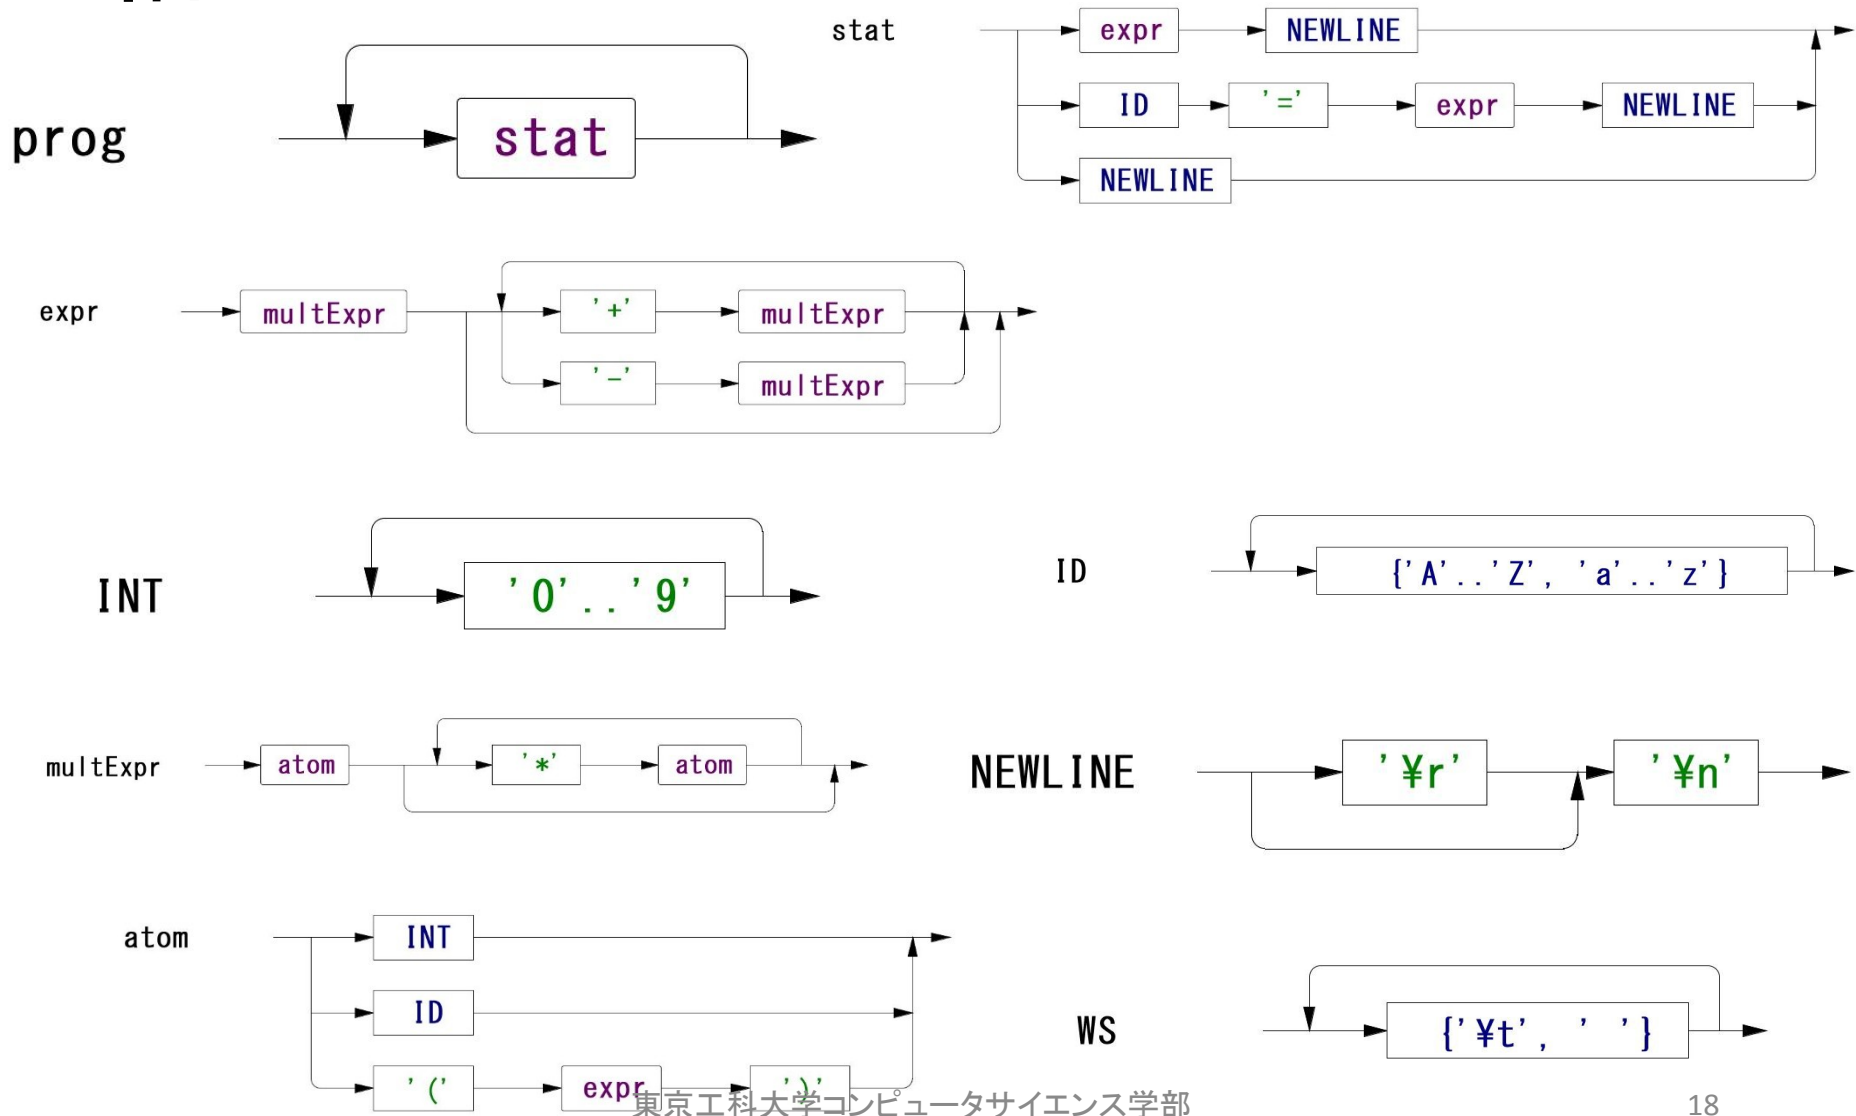 stat
expr NEWLINE
ID '=' expr NEWLINE
NEWLINE
prog
stat
expr
multExpr '+' multExpr
'-' multExpr
INT
'0'..'9'
ID
{'A'..'Z', 'a'..'z'}
multExpr
atom '*' atom
NEWLINE
'¥r' '¥n'
atom
INT
ID
'(' expr ')'
WS
{'¥t', ' '}
東京工科大学コンピュータサイエンス学部
18